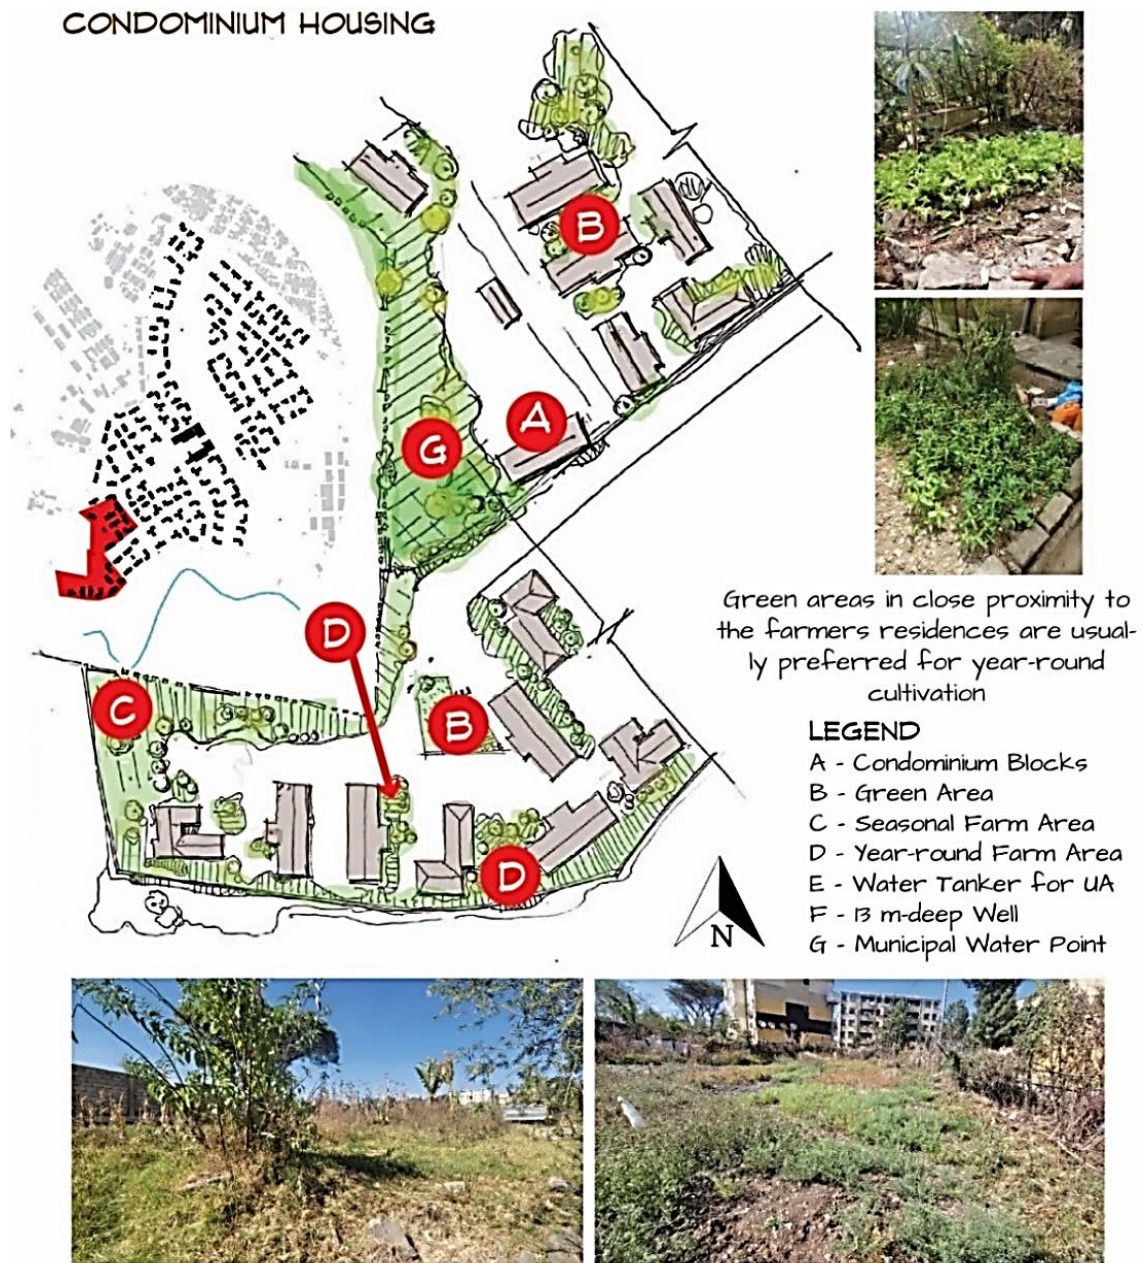 CONDOMINIUM HOUSING
B
A
G
D
C
B
D
N
Green areas in close proximity to
the farmers residences are usual-
ly preferred for year-round
cultivation
LEGEND
A - Condominium Blocks
B - Green Area
C - Seasonal Farm Area
D - Year-round Farm Area
E - Water Tanker for UA
F - 13 m-deep Well
G - Municipal Water Point